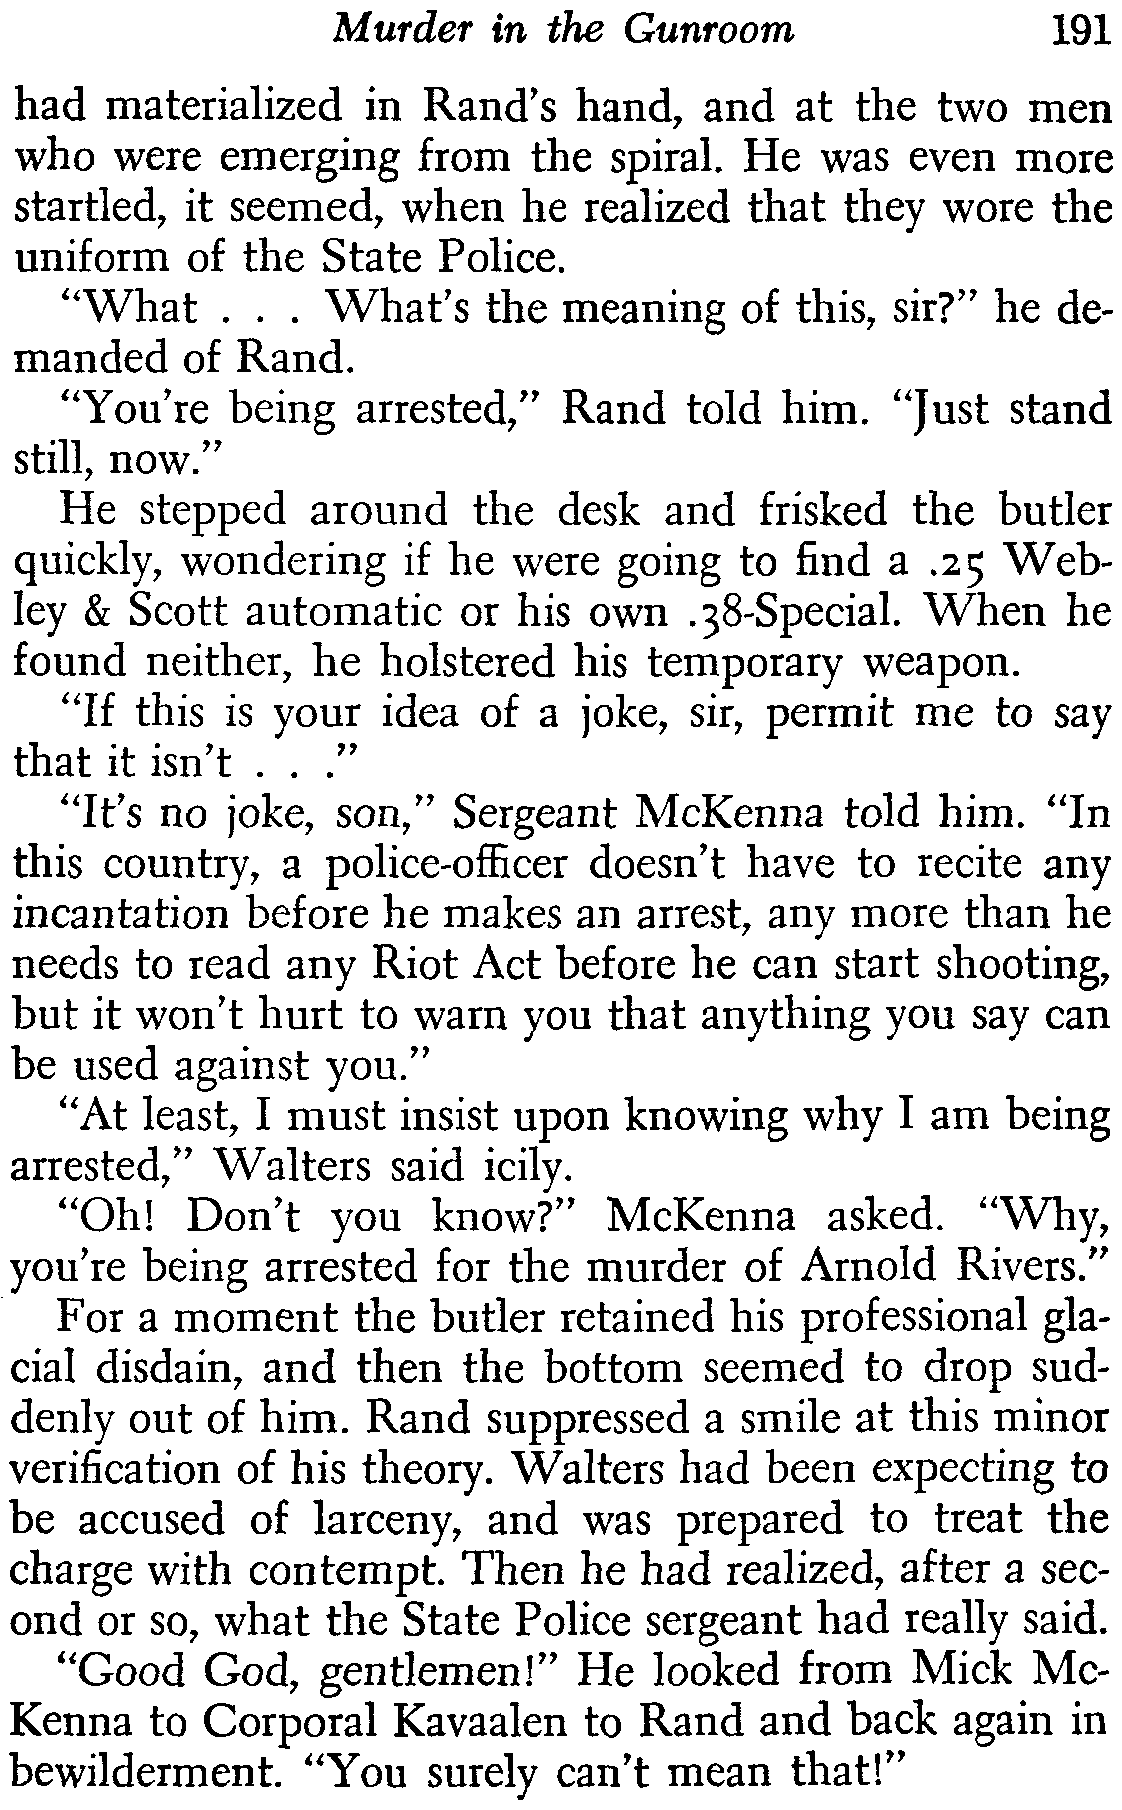 Murder in the Gunroom 191
had materialized in Rand's hand, and at the two men
who were emerging from the spiral. He was even more
startled, it seemed, when he realized that they wore the
uniform of the State Police.
"What . . . What's the meaning of this, sir?" he de-
manded of Rand.
"You're being arrested," Rand told him. "Just stand
still, now."
He stepped around the desk and frisked the butler
quickly, wondering if he were going to find a .25 Web-
ley & Scott automatic or his own .38-Special. When he
found neither, he holstered his temporary weapon.
"If this is your idea of a joke, sir, permit me to say
that it isn't . . ."
"It's no joke, son," Sergeant McKenna told him. "In
this country, a police-officer doesn't have to recite any
incantation before he makes an arrest, any more than he
needs to read any Riot Act before he can start shooting,
but it won't hurt to warn you that anything you say can
be used against you."
"At least, I must insist upon knowing why I am being
arrested," Walters said icily.
"Oh! Don't you know?" McKenna asked. "Why,
you're being arrested for the murder of Arnold Rivers."
For a moment the butler retained his professional gla-
cial disdain, and then the bottom seemed to drop sud-
denly out of him. Rand suppressed a smile at this minor
verification of his theory. Walters had been expecting to
be accused of larceny, and was prepared to treat the
charge with contempt. Then he had realized, after a sec-
ond or so, what the State Police sergeant had really said.
"Good God, gentlemen!" He looked from Mick Mc-
Kenna to Corporal Kavaalen to Rand and back again in
bewilderment. "You surely can't mean that!"